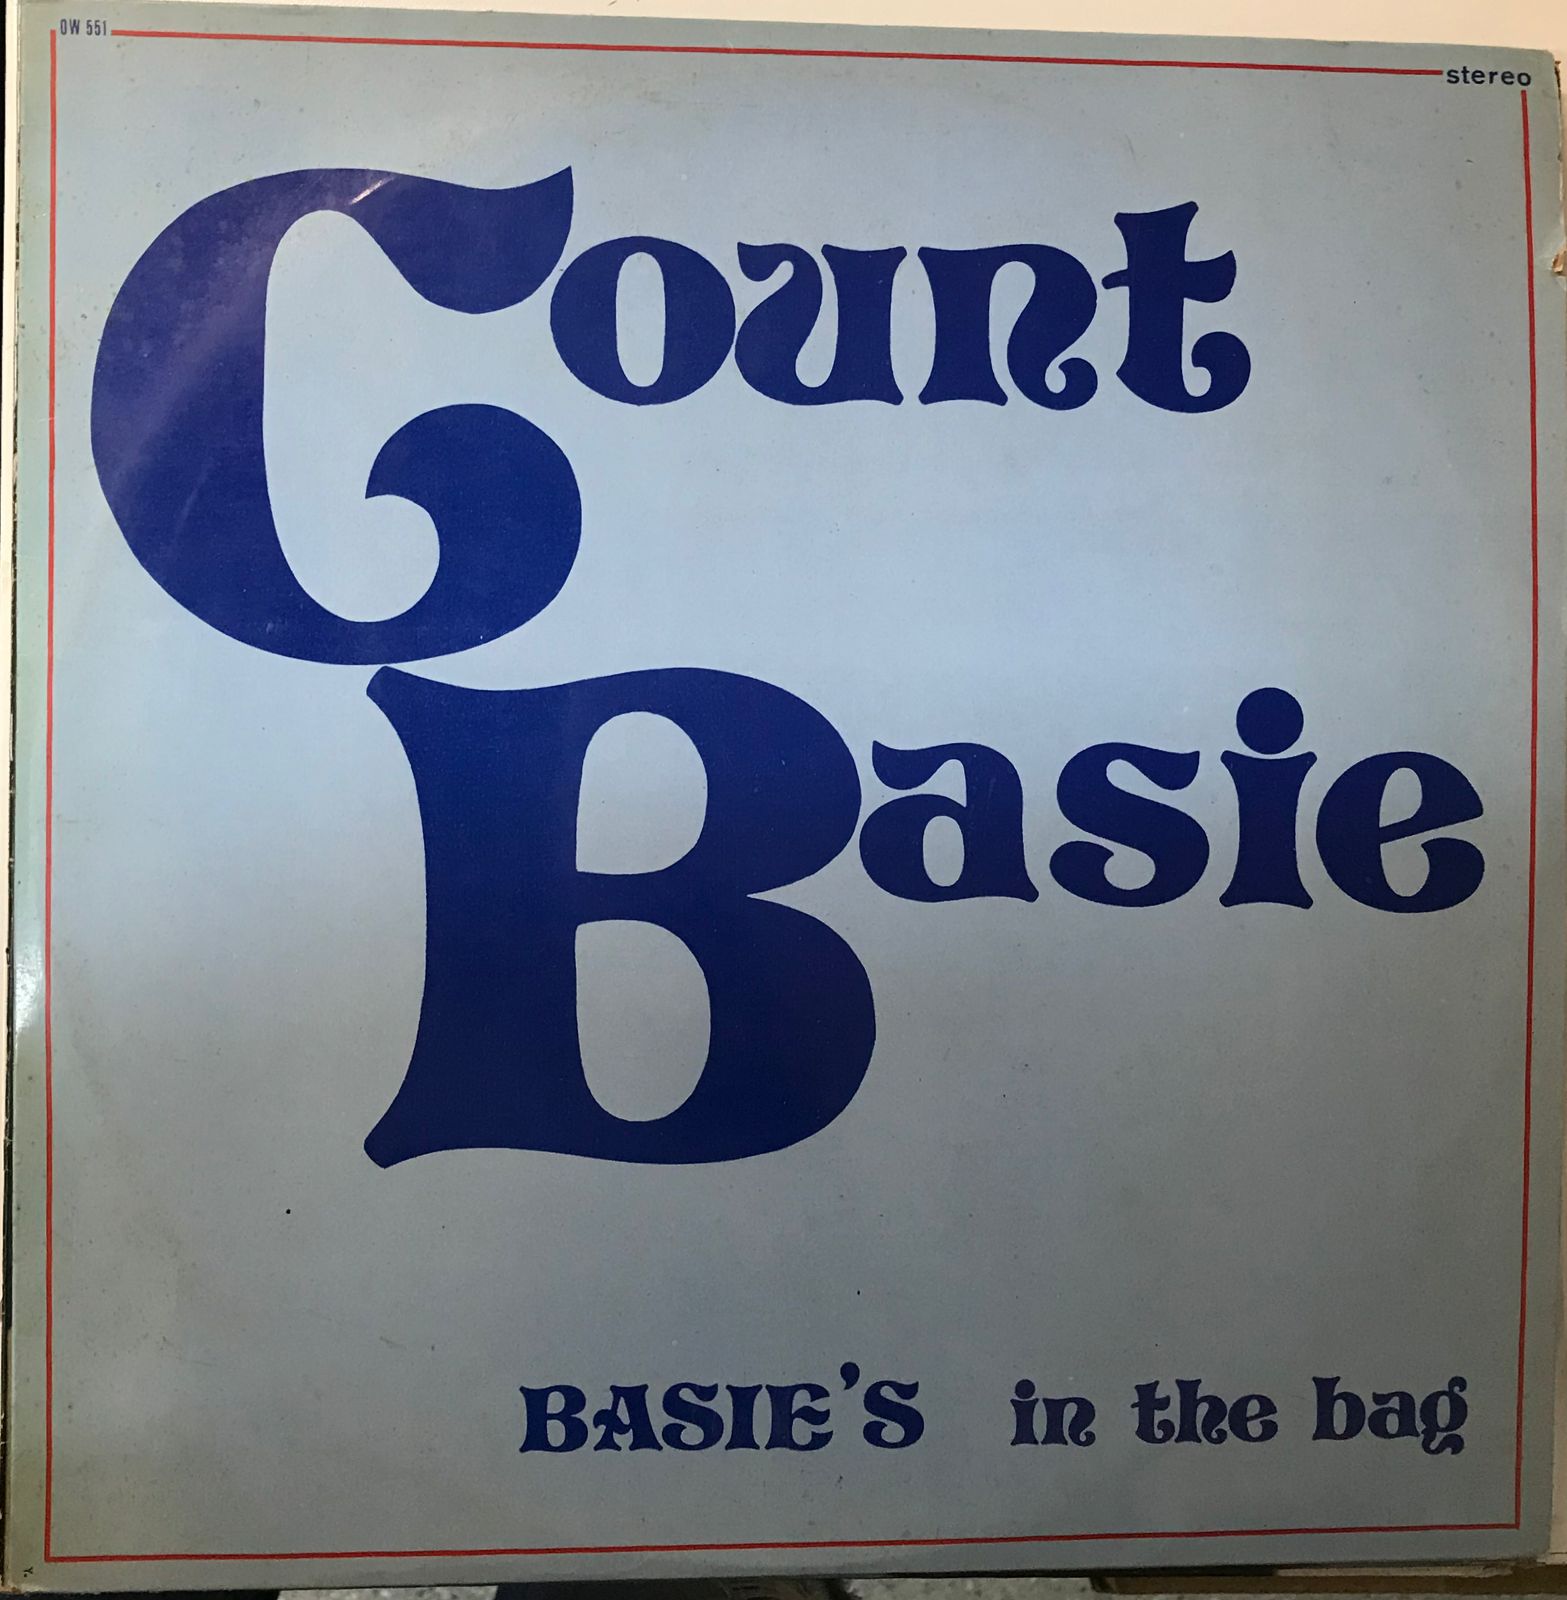 OW 551
stereo
Count
Basie
BASIE'S in the bag